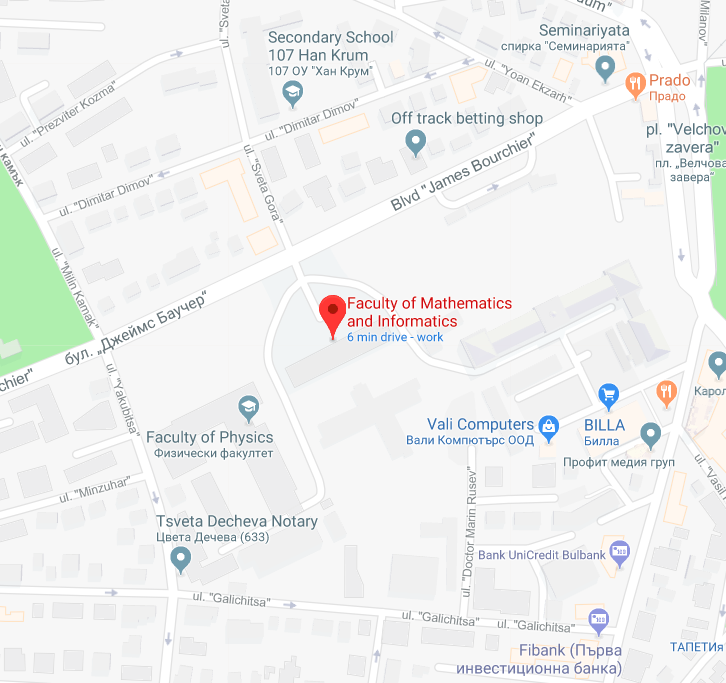 ul. "Sveta
Secondary School
107 Han Krum
107 ОУ "Хан Крум"
Seminariyata
спирка "Семинарията"
Milanov"
ul. "Yoan Ekzarh"
Prado
Прадо
ul. "Prezviter Kozma"
ul. "Dimitar Dimov"
Off track betting shop
pl. "Velchov
zavera"
пл. „Велчова
завера"
камък
ul. "Sveta Gora"
ul. "Dimitar Dimov"
Blvd "James Bourchier"
ul. "Milin Kamak"
бул. „Джеймс Баучер"
chier"
Faculty of Mathematics
and Informatics
6 min drive - work
ul. "Yakubitsa"
Карол
Faculty of Physics
Физически факултет
Vali Computers
Вали Компютърс ООД
BILLA
Билла
Профит медия груп
ul. "Vasil
ul. "Minzuhar"
ul. "Doctor Marin Rusev"
Tsveta Decheva Notary
Цвета Дечева (633)
Bank UniCredit Bulbank
ul. "Galichitsa"
ul. "Galichitsa"
ul. "Galichitsa"
Fibank (Първа
инвестиционна банка)
ТАПЕТИ